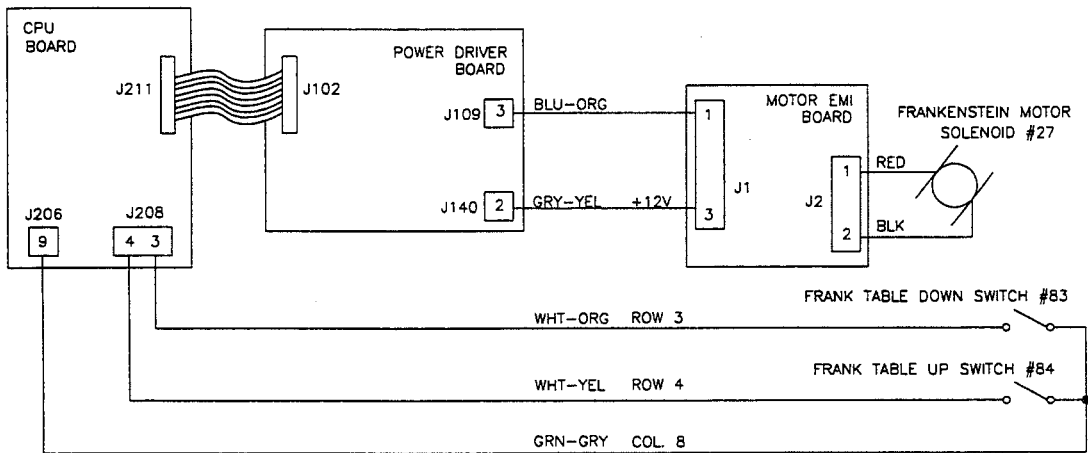 CPU
BOARD
J211
J102
POWER DRIVER
BOARD
J109
3
BLU-ORG
J140
2
GRY-YEL +12V
MOTOR EMI
BOARD
1
J1
3
J2
1
2
RED
BLK
FRANKENSTEIN MOTOR
SOLENOID #27
J206
9
J208
4 3
FRANK TABLE DOWN SWITCH #83
WHT-ORG ROW 3
FRANK TABLE UP SWITCH #84
WHT-YEL ROW 4
GRN-GRY COL. 8